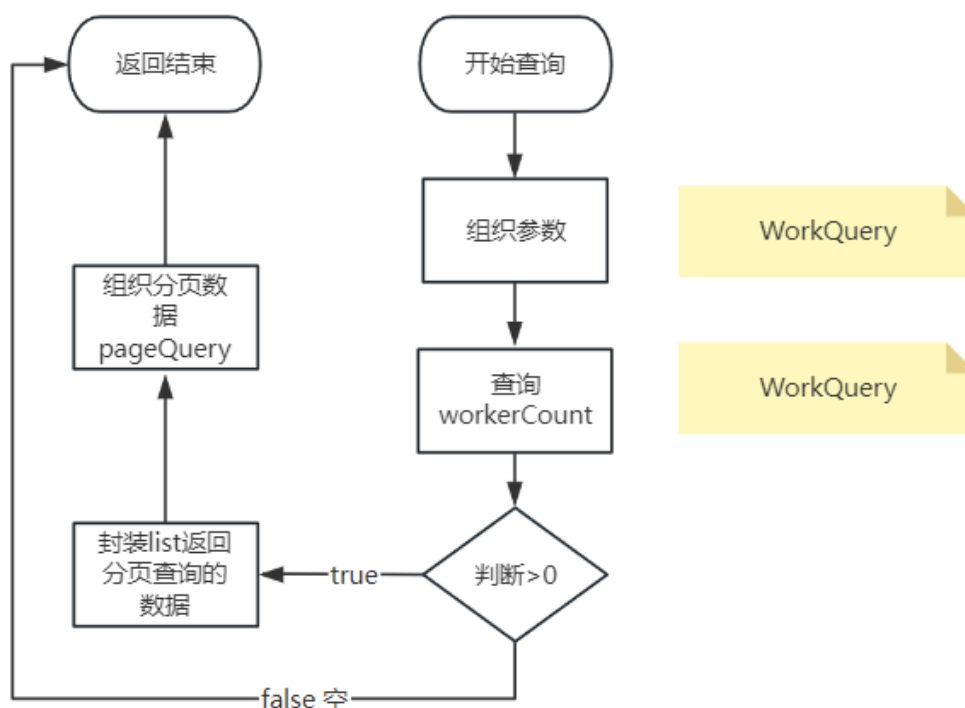 返回结束
开始查询
组织参数
WorkQuery
组织分页数
据
pageQuery
查询
workerCount
WorkQuery
封装list返回
分页查询的
数据
true
判断>0
false 空